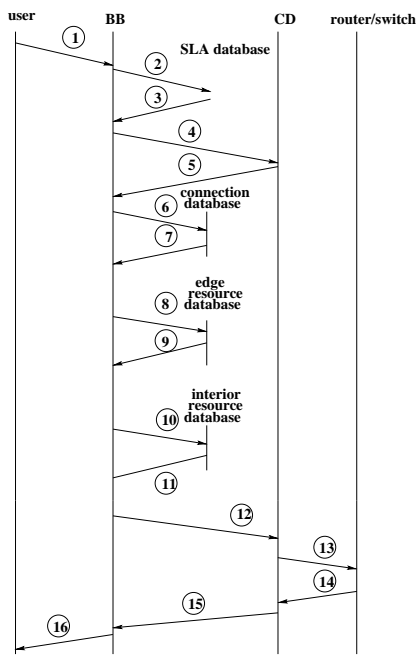 user BB CD router/switch
1
SLA database
2
3
4
5
connection
database
6
7
edge
resource
database
8
9
interior
resource
database
10
11
12
13
14
15
16